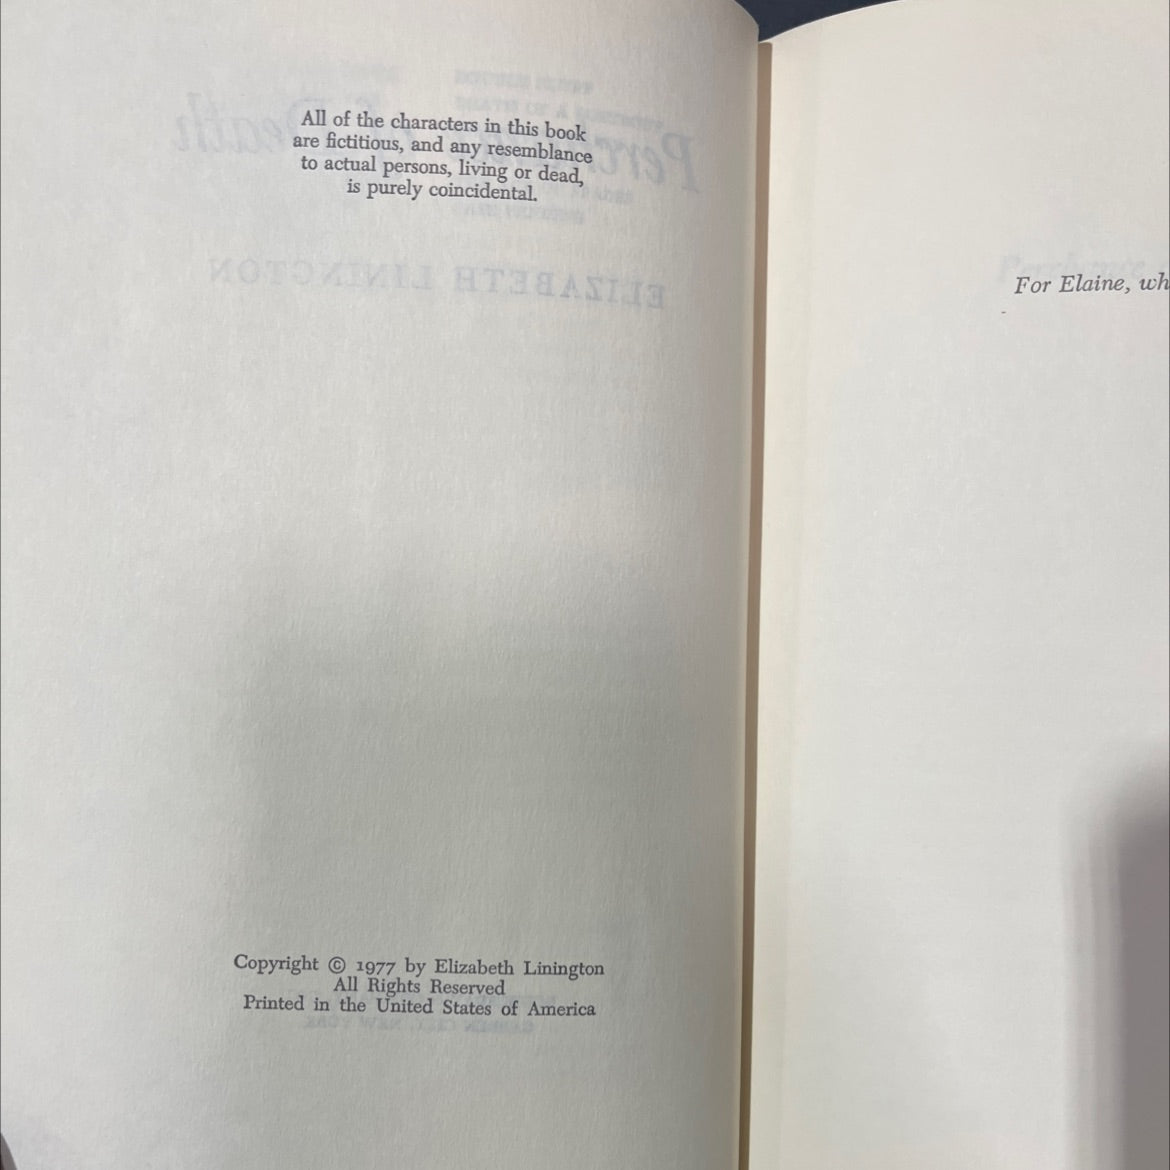 All of the characters in this book
are fictitious, and any resemblance
to actual persons, living or dead,
is purely coincidental.
ELIZABETH LININGTON
Copyright © 1977 by Elizabeth Linington
All Rights Reserved
Printed in the United States of America
For Elaine, wh